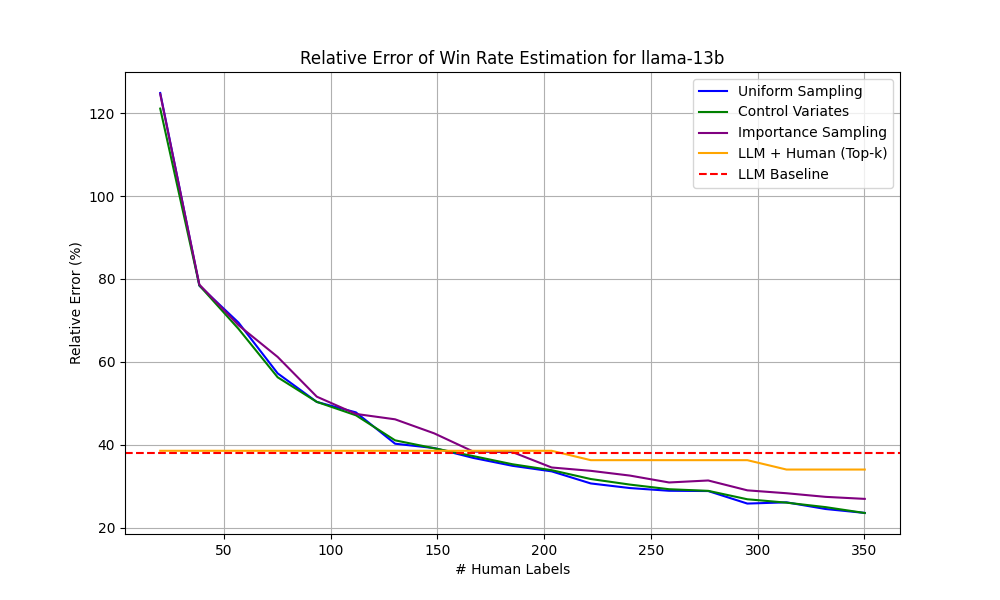 Relative Error of Win Rate Estimation for llama-13b
Relative Error (%)
120
100
80
60
40
20
50
100
150
200
250
300
350
# Human Labels
Uniform Sampling
Control Variates
Importance Sampling
LLM + Human (Top-k)
LLM Baseline